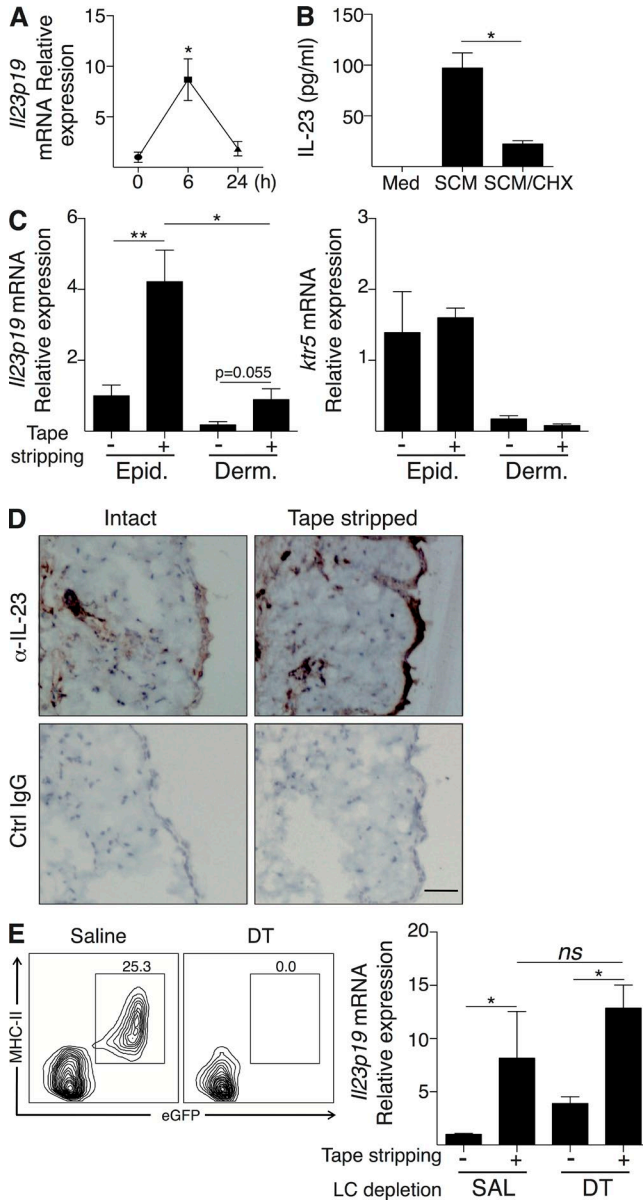 A
Il23p19
mRNA Relative
expression
15
10
5
*
0 6 24 (h)
B
IL-23 (pg/ml)
150
100
50
*
Med SCM SCM/CHX
C
Il23p19 mRNA
Relative expression
6
4
2
**
*
p=0.055
Tape
stripping
- + - +
Epid. Derm.
ktr5 mRNA
Relative expression
3
2
1
- + - +
Epid. Derm.
D
Intact Tape stripped
α-IL-23
Ctrl IgG
E
Saline DT
25.3 0.0
MHC-II
eGFP
Il23p19 mRNA
Relative expression
20
15
10
5
ns
* *
Tape stripping - + - +
LC depletion SAL DT